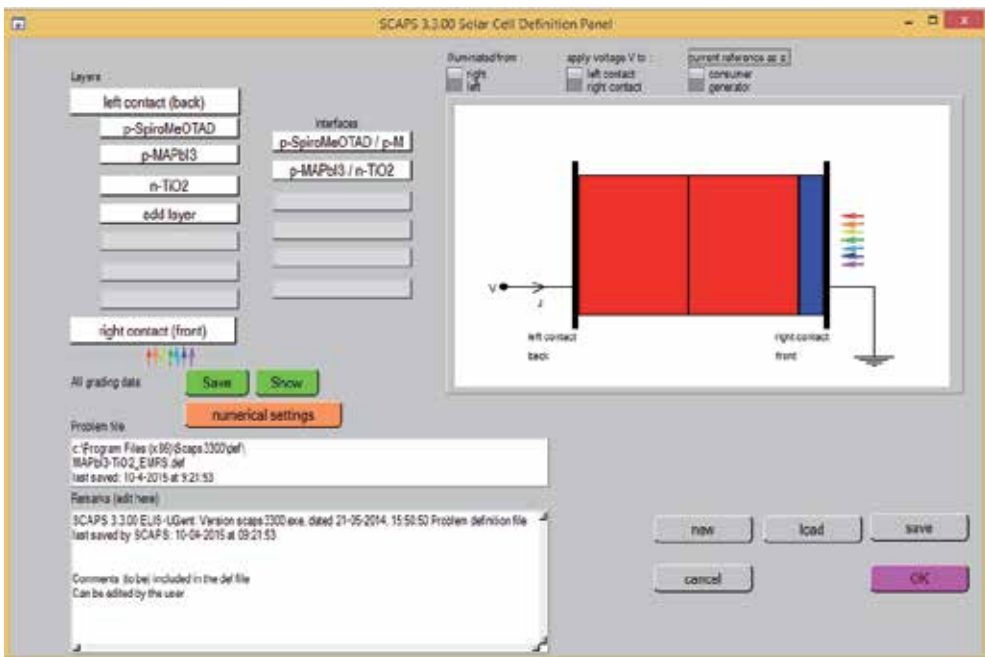 SCAPS 3.3.00 Solar Cell Definition Panel
Layers
left contact (back)
p-SpiroMeOTAD
p-MAPbI3
n-TiO2
add layer
right contact (front)
Interfaces
p-SpiroMeOTAD / p-M
p-MAPbI3 / n-TiO2
illuminated from :
right
left
apply voltage V to :
left contact
right contact
current reference as a:
consumer
generator
V
J
left contact
back
right contact
front
All grading data:
Save
Show
numerical settings
Problem file
c:\Program Files (x86)\Scaps3300\def\
MAPbI3-TiO2_EMRS.def
last saved: 10-4-2015 at 9:21:53
Remarks (edit here)
SCAPS 3.3.00 ELIS-UGent: Version scaps3300.exe, dated 21-05-2014, 15:50:50 Problem definition file
last saved by SCAPS: 10-04-2015 at 09:21:53
Comments (to be) included in the def file
Can be edited by the user
new
load
save
cancel
OK